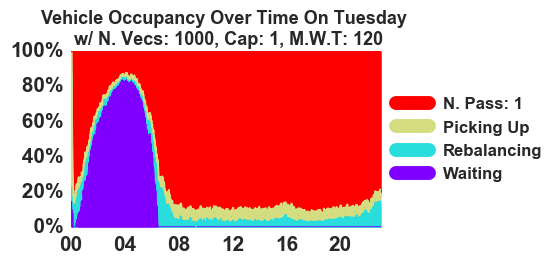 Vehicle Occupancy Over Time On Tuesday
w/ N. Vecs: 1000, Cap: 1, M.W.T: 120
100%
80%
60%
40%
20%
0%
00 04 08 12 16 20
N. Pass: 1
Picking Up
Rebalancing
Waiting